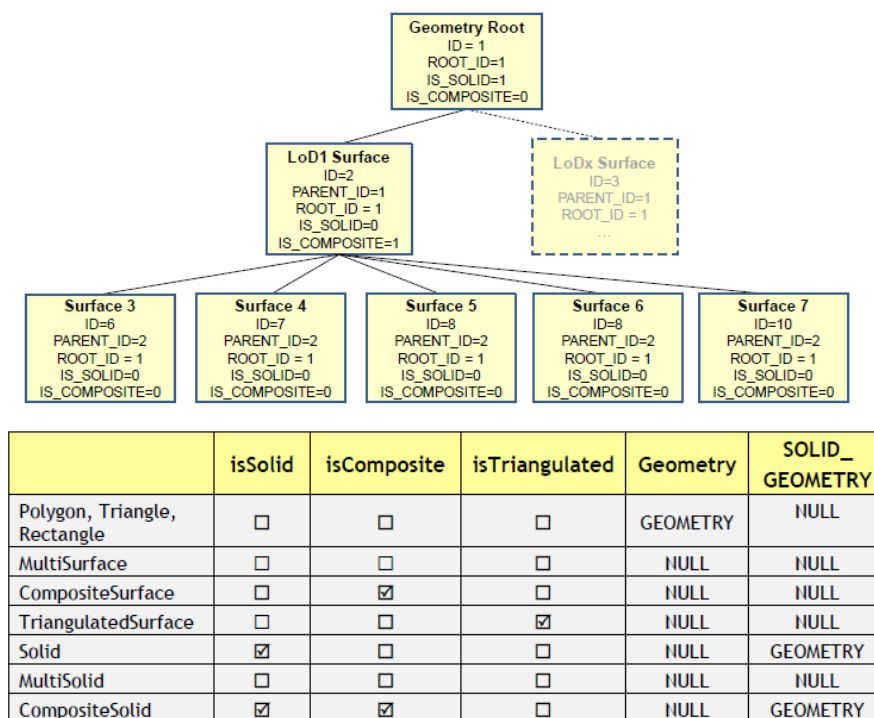 Geometry Root
ID = 1
ROOT_ID=1
IS_SOLID=1
IS_COMPOSITE=0
LoD1 Surface
ID=2
PARENT_ID=1
ROOT_ID = 1
IS_SOLID=0
IS_COMPOSITE=1
LoDx Surface
ID=3
PARENT_ID=1
ROOT_ID = 1
...
Surface 3
ID=6
PARENT_ID=2
ROOT_ID = 1
IS_SOLID=0
IS_COMPOSITE=0
Surface 4
ID=7
PARENT_ID=2
ROOT_ID = 1
IS_SOLID=0
IS_COMPOSITE=0
Surface 5
ID=8
PARENT_ID=2
ROOT_ID = 1
IS_SOLID=0
IS_COMPOSITE=0
Surface 6
ID=8
PARENT_ID=2
ROOT_ID = 1
IS_SOLID=0
IS_COMPOSITE=0
Surface 7
ID=10
PARENT_ID=2
ROOT_ID = 1
IS_SOLID=0
IS_COMPOSITE=0
isSolid isComposite isTriangulated Geometry SOLID_
GEOMETRY
Polygon, Triangle,
Rectangle ☐ ☐ ☐ GEOMETRY NULL
MultiSurface ☐ ☐ ☐ NULL NULL
CompositeSurface ☐ ☑ ☐ NULL NULL
TriangulatedSurface ☐ ☐ ☑ NULL NULL
Solid ☑ ☐ ☐ NULL GEOMETRY
MultiSolid ☐ ☐ ☐ NULL NULL
CompositeSolid ☑ ☑ ☐ NULL GEOMETRY